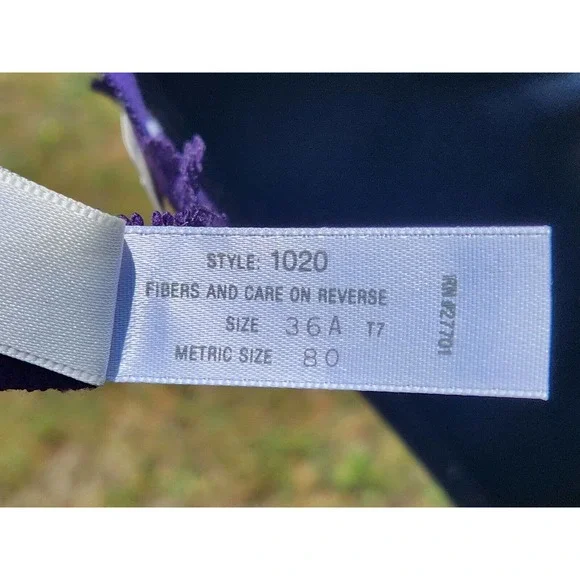 STYLE: 1020
FIBERS AND CARE ON REVERSE
SIZE 36A T7
METRIC SIZE 80
RN #27701